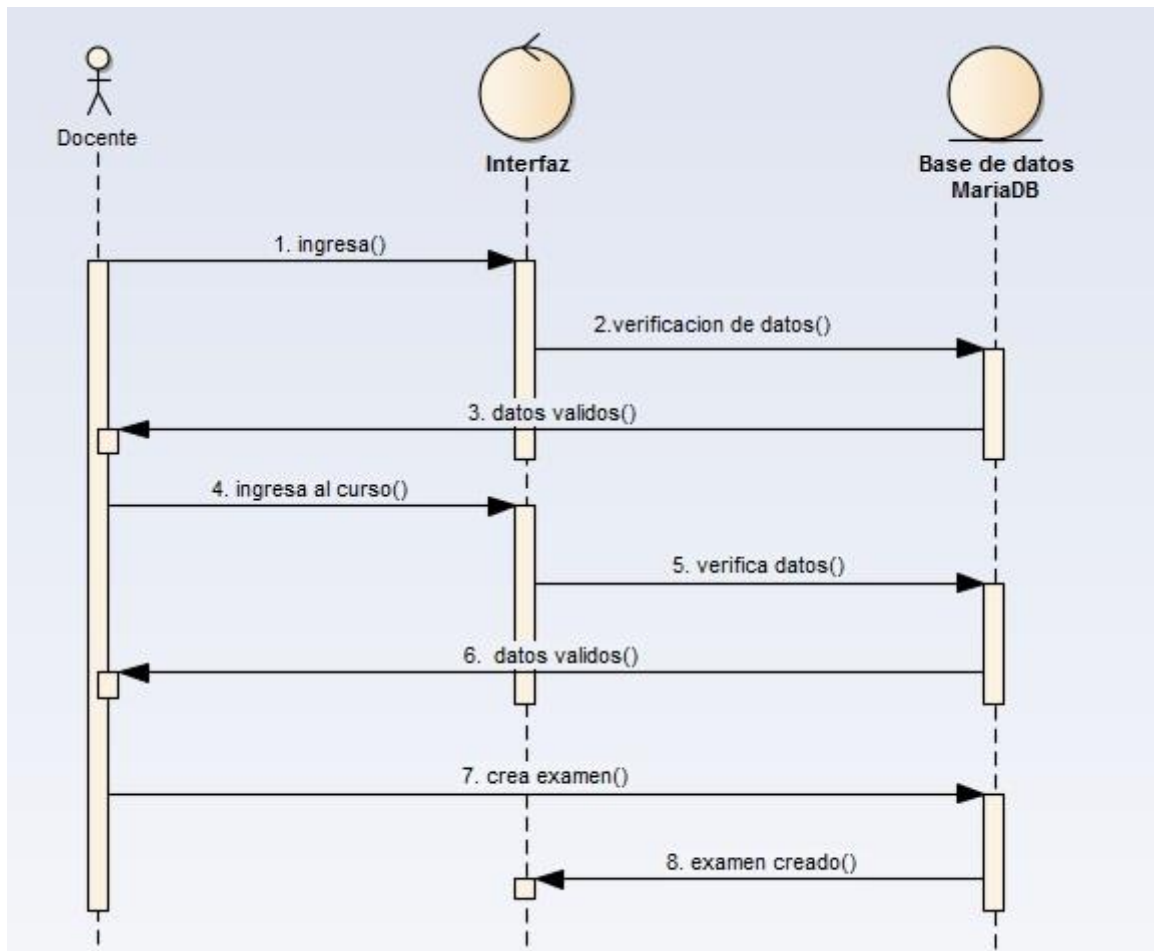 Docente
Interfaz
Base de datos
MariaDB
1. ingresa()
2.verificacion de datos()
3. datos validos()
4. ingresa al curso()
5. verifica datos()
6. datos validos()
7. crea examen()
8. examen creado()